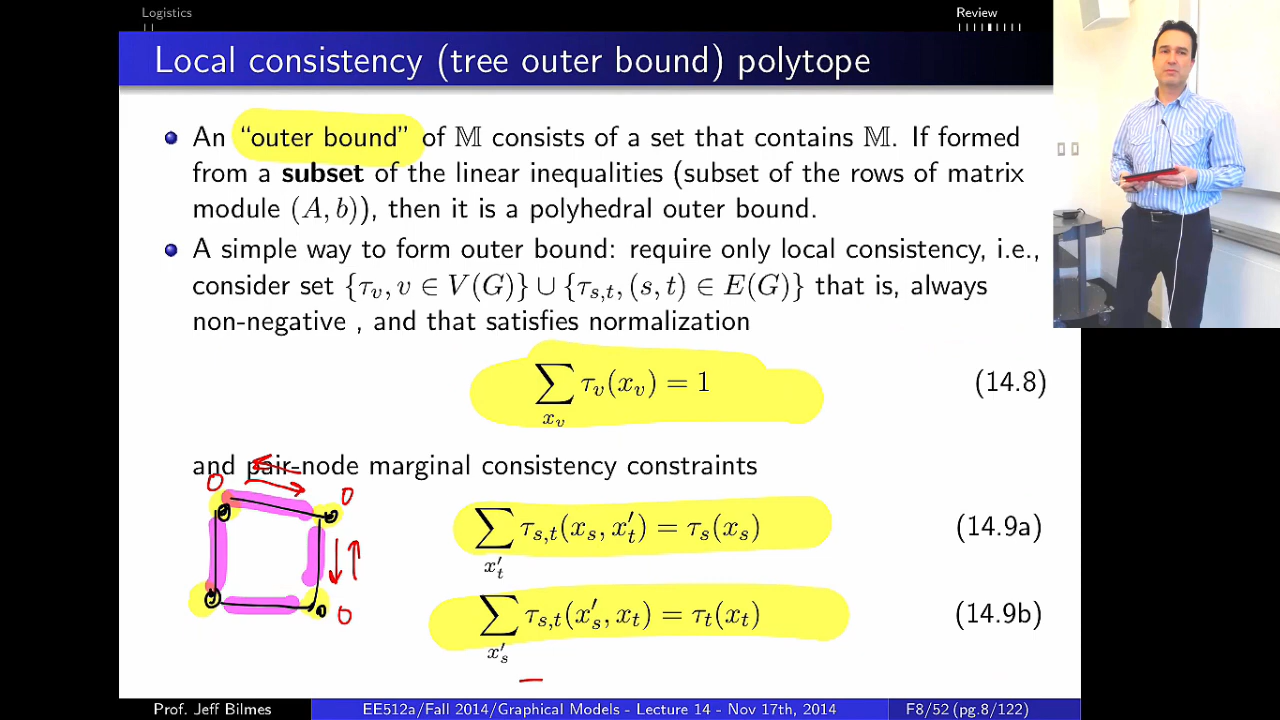 Logistics
Review
Local consistency (tree outer bound) polytope
An “outer bound” of 𝕄 consists of a set that contains 𝕄. If formed
from a subset of the linear inequalities (subset of the rows of matrix
module (A, b)), then it is a polyhedral outer bound.
A simple way to form outer bound: require only local consistency, i.e.,
consider set {τ_v, v ∈ V(G)} ∪ {τ_{s,t}, (s, t) ∈ E(G)} that is, always
non-negative , and that satisfies normalization
∑_{x_v} τ_v(x_v) = 1 (14.8)
and pair-node marginal consistency constraints
∑_{x′_t} τ_{s,t}(x_s, x′_t) = τ_s(x_s) (14.9a)
∑_{x′_s} τ_{s,t}(x′_s, x_t) = τ_t(x_t) (14.9b)
Prof. Jeff Bilmes
EE512a/Fall 2014/Graphical Models - Lecture 14 - Nov 17th, 2014
F8/52 (pg.8/122)